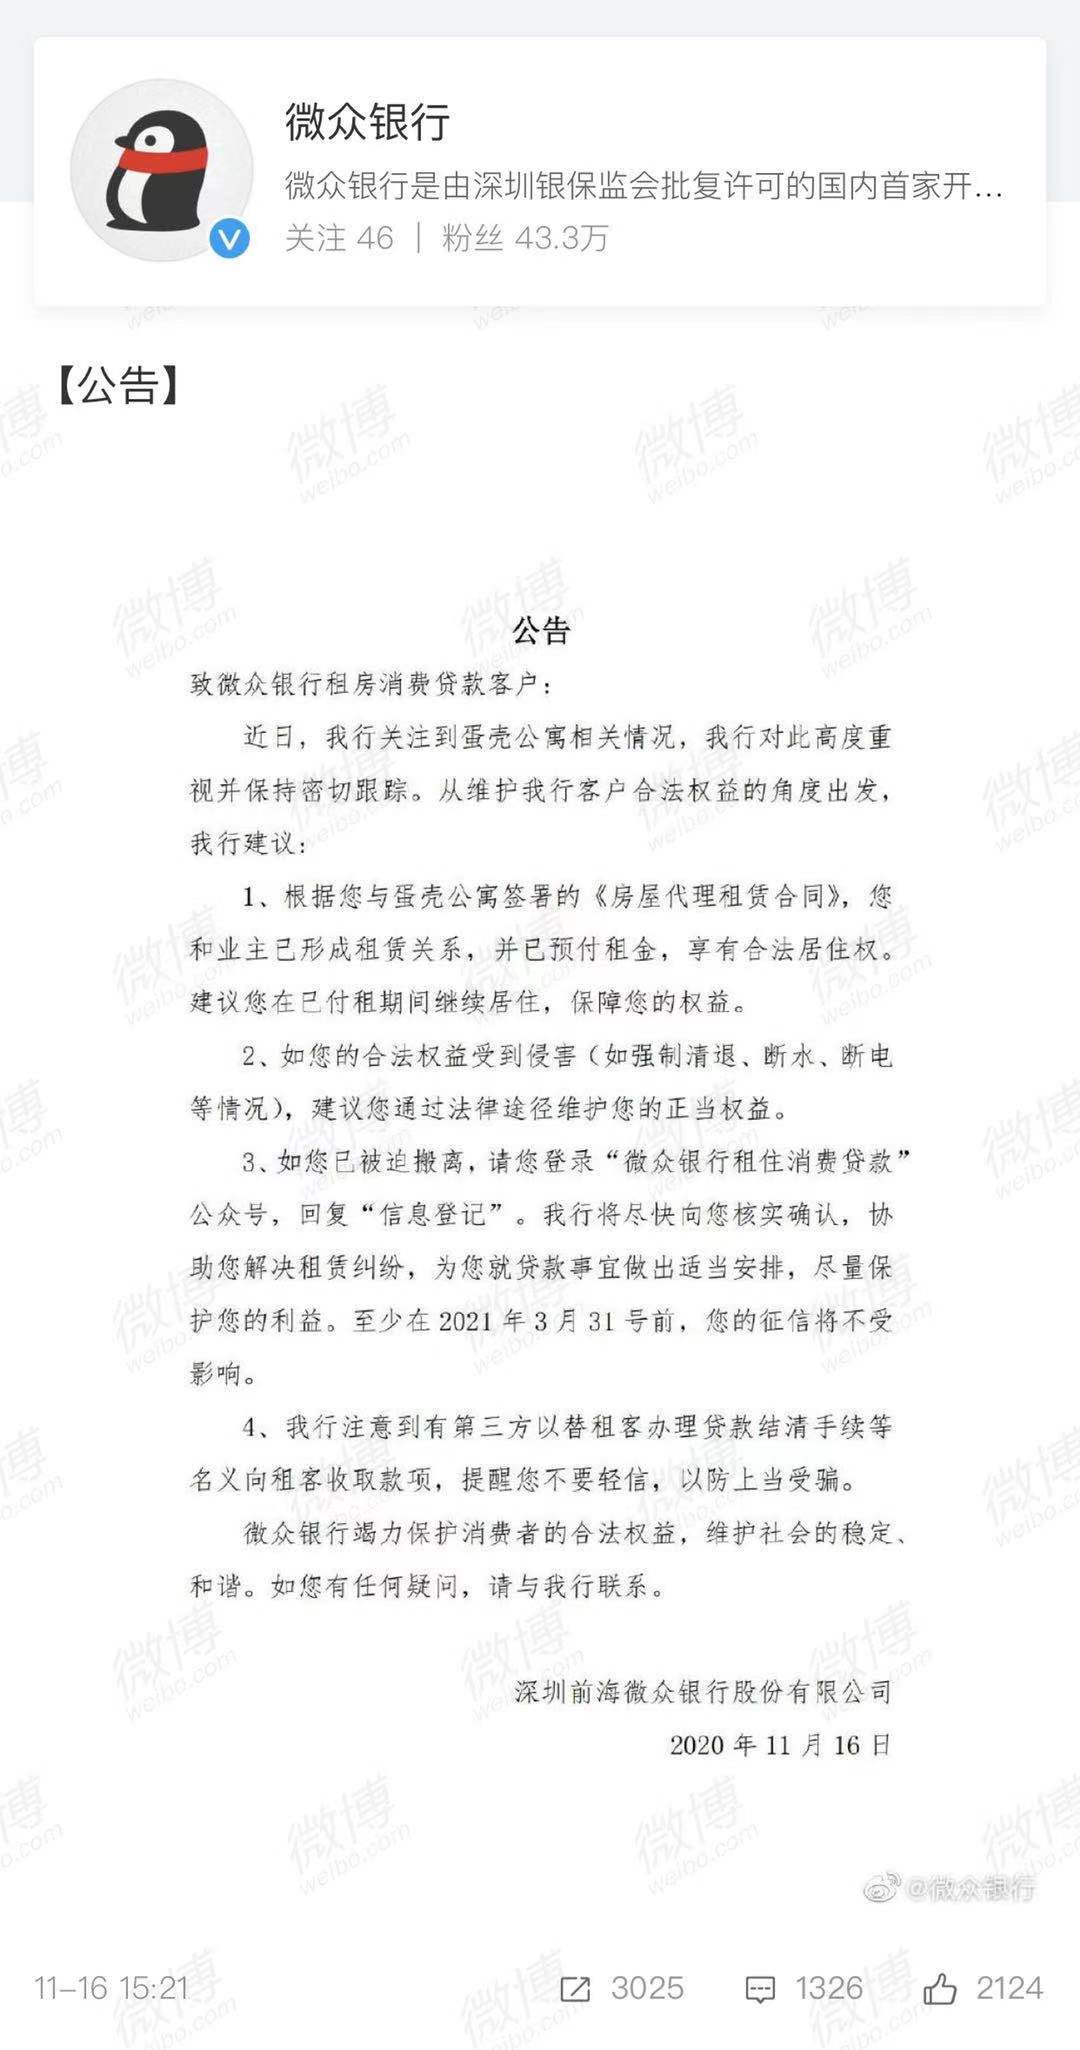 微众银行
微众银行是由深圳银保监会批复许可的国内首家开...
关注 46 | 粉丝 43.3万
【公告】
公告
致微众银行租房消费贷款客户：
近日，我行关注到蛋壳公寓相关情况，我行对此高度重
视并保持密切跟踪。从维护我行客户合法权益的角度出发，
我行建议：
1、根据您与蛋壳公寓签署的《房屋代理租赁合同》，您
和业主已形成租赁关系，并已预付租金，享有合法居住权。
建议您在已付租期间继续居住，保障您的权益。
2、如您的合法权益受到侵害（如强制清退、断水、断电
等情况），建议您通过法律途径维护您的正当权益。
3、如您已被迫搬离，请您登录“微众银行租住消费贷款”
公众号，回复“信息登记”。我行将尽快向您核实确认，协
助您解决租赁纠纷，为您就贷款事宜做出适当安排，尽量保
护您的利益。至少在 2021 年 3 月 31 号前，您的征信将不受
影响。
4、我行注意到有第三方以替租客办理贷款结清手续等
名义向租客收取款项，提醒您不要轻信，以防上当受骗。
微众银行竭力保护消费者的合法权益，维护社会的稳定、
和谐。如您有任何疑问，请与我行联系。
深圳前海微众银行股份有限公司
2020 年 11 月 16 日
@微众银行
11-16 15:21 3025 1326 2124
微博
weibo.com